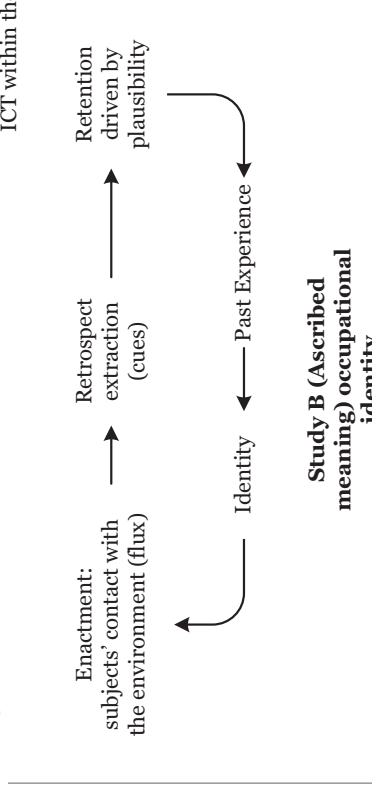 ICT within th
Enactment:
subjects’ contact with
the environment (flux)
Retrospect
extraction
(cues)
Retention
driven by
plausibility
Identity
Past Experience
Study B (Ascribed
meaning) occupational
identity